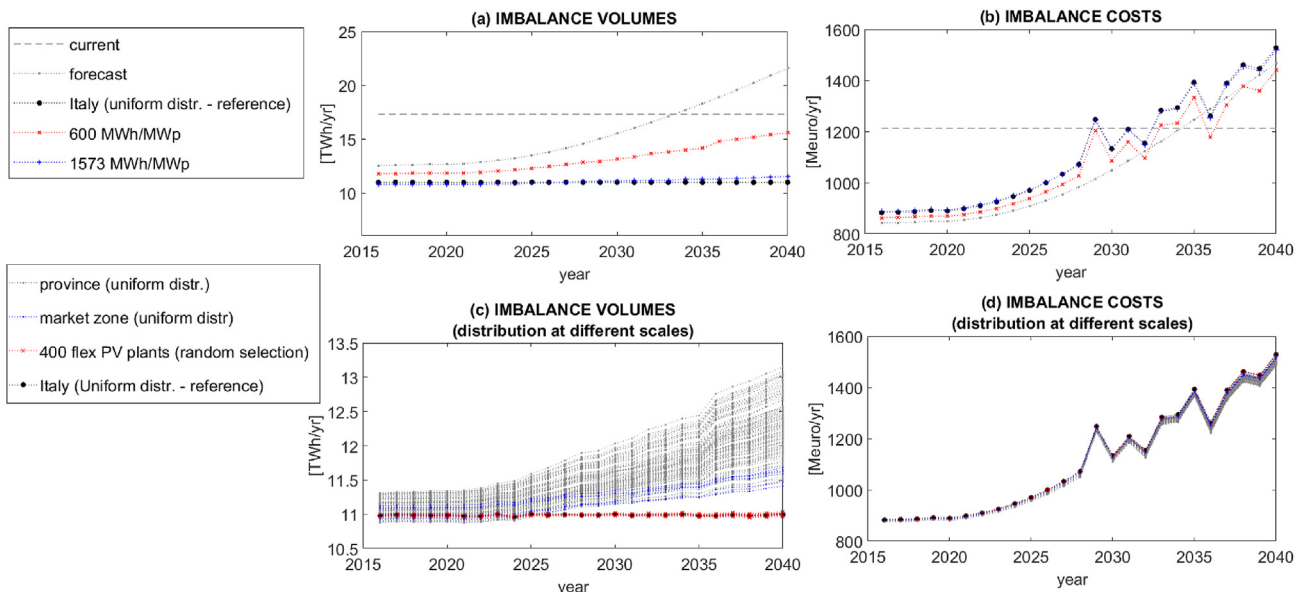 current
forecast
Italy (uniform distr. - reference)
600 MWh/MWp
1573 MWh/MWp
(a) IMBALANCE VOLUMES
[TWh/yr]
25
20
15
10
2015 2020 2025 2030 2035 2040
year
(b) IMBALANCE COSTS
[Meuro/yr]
1600
1400
1200
1000
800
2015 2020 2025 2030 2035 2040
year
province (uniform distr.)
market zone (uniform distr)
400 flex PV plants (random selection)
Italy (Uniform distr. - reference)
(c) IMBALANCE VOLUMES
(distribution at different scales)
[TWh/yr]
13.5
13
12.5
12
11.5
11
10.5
2015 2020 2025 2030 2035 2040
year
(d) IMBALANCE COSTS
(distribution at different scales)
[Meuro/yr]
1600
1400
1200
1000
800
2015 2020 2025 2030 2035 2040
year